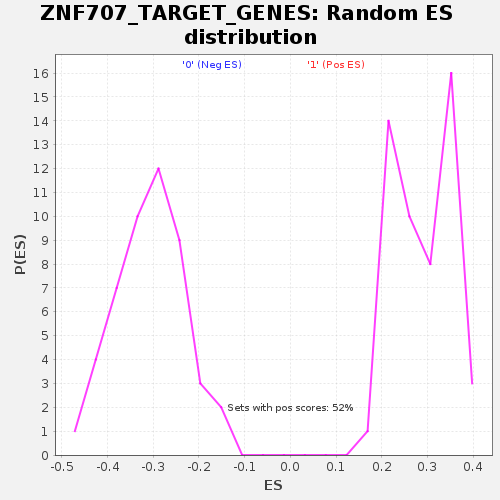 ZNF707_TARGET_GENES: Random ES
distribution
'0' (Neg ES) '1' (Pos ES)
16
15
14
13
12
11
10
9
8
7
6
5
4
3
2
1
0
P(ES)
Sets with pos scores: 52%
-0.5 -0.4 -0.3 -0.2 -0.1 0.0 0.1 0.2 0.3 0.4
ES